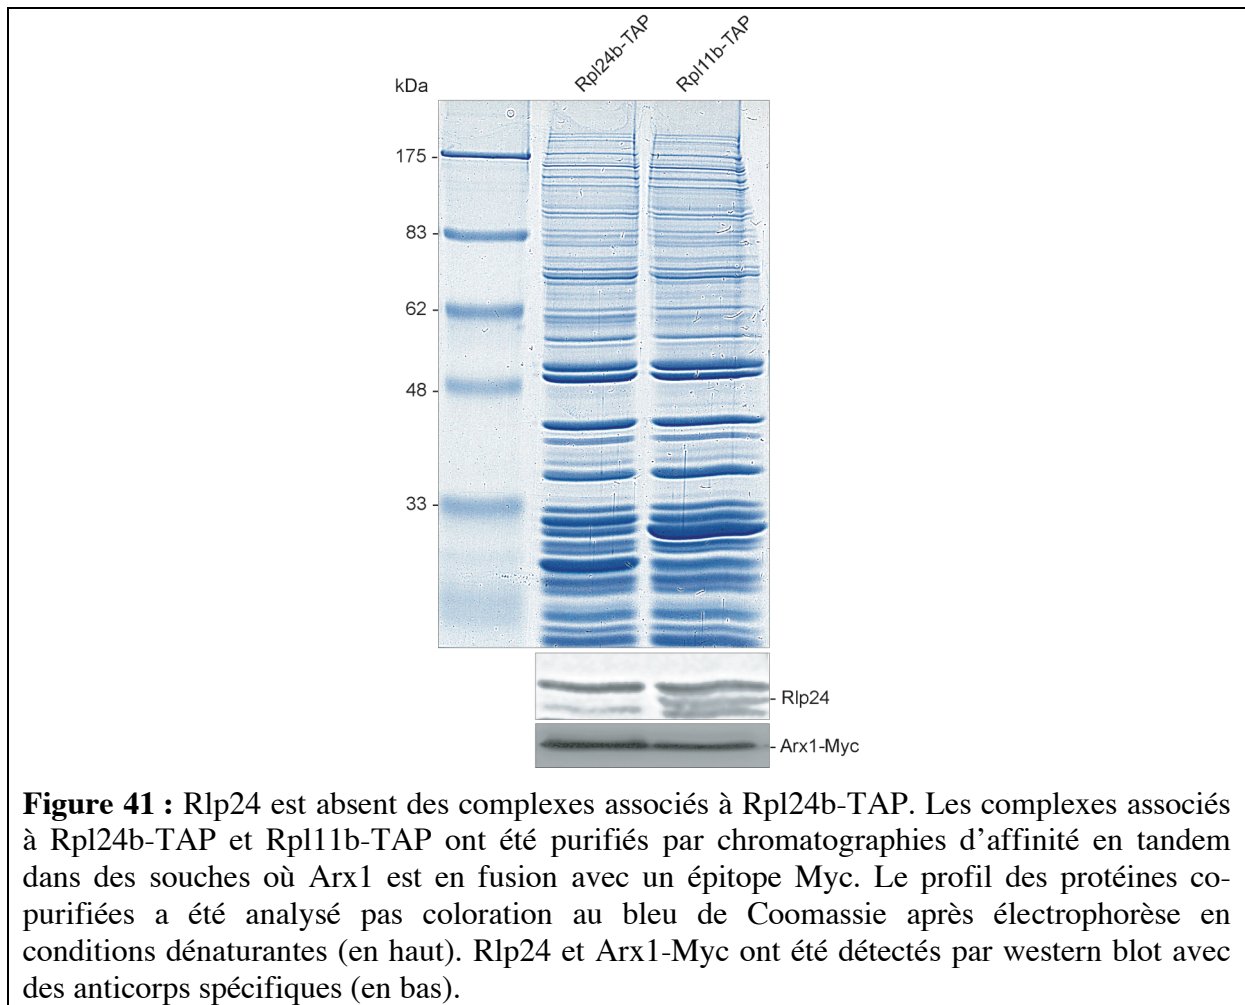 Rpl24b-TAP
Rpl11b-TAP
kDa
175 -
83 -
62 -
48 -
33 -
- Rlp24
- Arx1-Myc
Figure 41 : Rlp24 est absent des complexes associés à Rpl24b-TAP. Les complexes associés
à Rpl24b-TAP et Rpl11b-TAP ont été purifiés par chromatographies d’affinité en tandem
dans des souches où Arx1 est en fusion avec un épitope Myc. Le profil des protéines co-
purifiées a été analysé pas coloration au bleu de Coomassie après électrophorèse en
conditions dénaturantes (en haut). Rlp24 et Arx1-Myc ont été détectés par western blot avec
des anticorps spécifiques (en bas).